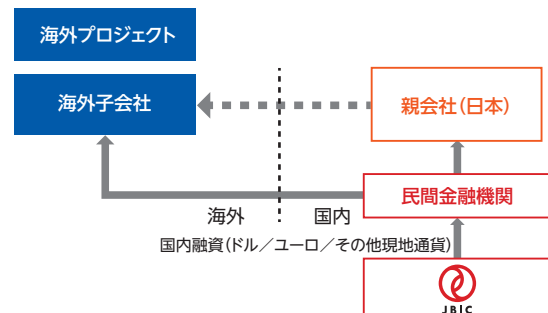 海外プロジェクト
海外子会社
親会社（日本）
民間金融機関
海外
国内
国内融資（ドル／ユーロ／その他現地通貨）
JBIC